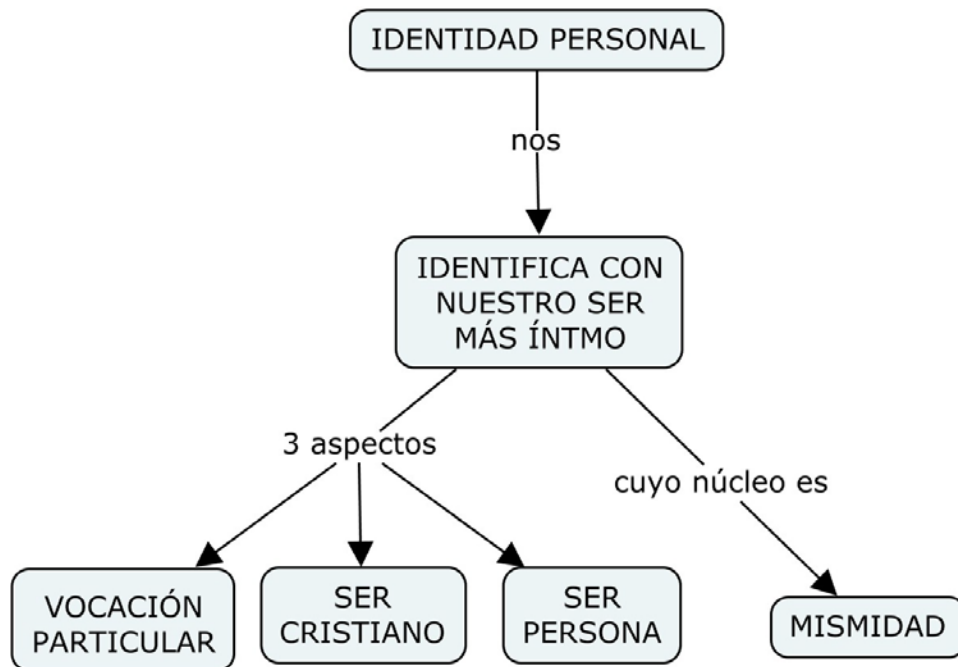 IDENTIDAD PERSONAL
nos
IDENTIFICA CON
NUESTRO SER
MÁS ÍNTMO
3 aspectos
cuyo núcleo es
VOCACIÓN
PARTICULAR
SER
CRISTIANO
SER
PERSONA
MISMIDAD